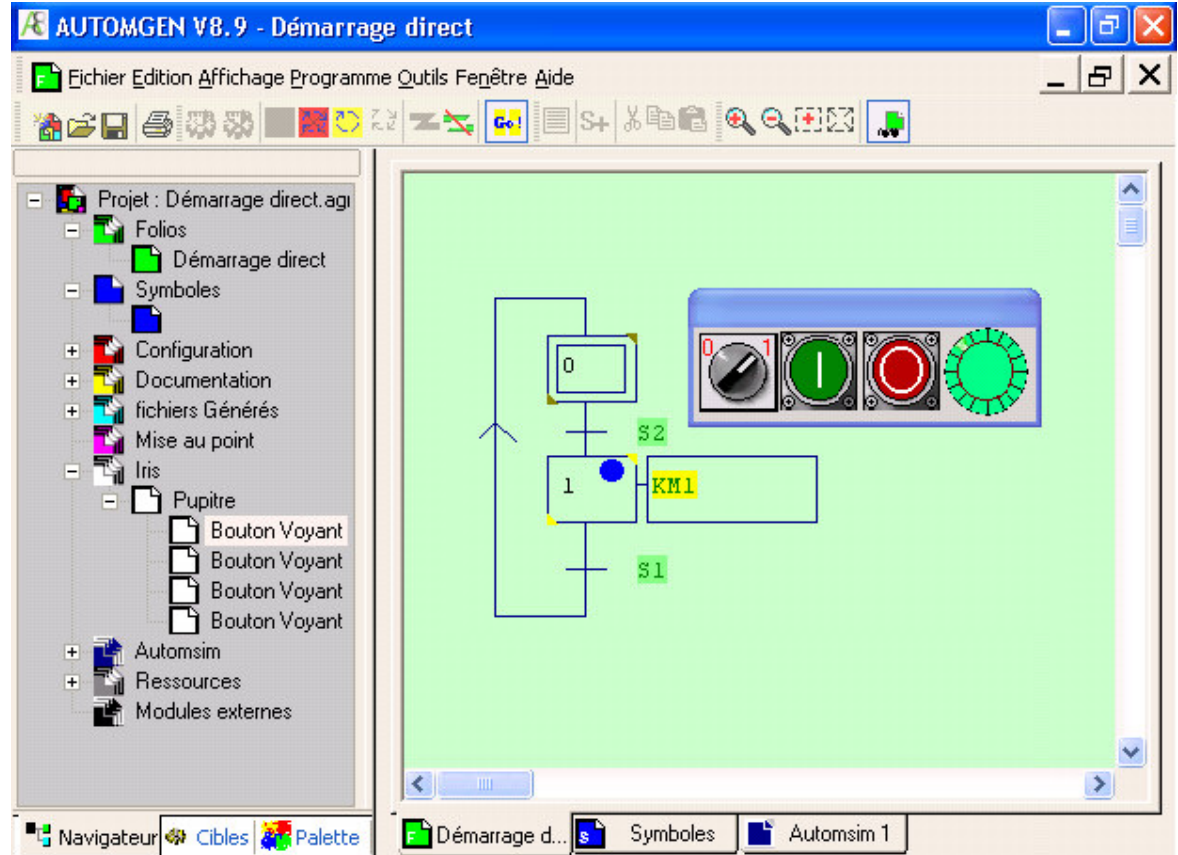 AUTOMGEN V8.9 - Démarrage direct
Fichier Edition Affichage Programme Outils Fenêtre Aide
Go!
S+
Projet : Démarrage direct.ag
Folios
Démarrage direct
Symboles
Configuration
Documentation
fichiers Générés
Mise au point
Iris
Pupitre
Bouton Voyant
Bouton Voyant
Bouton Voyant
Bouton Voyant
Automsim
Ressources
Modules externes
Navigateur Cibles Palette
0 1
0
S2
1 KM1
S1
F Démarrage d... S Symboles Automsim 1